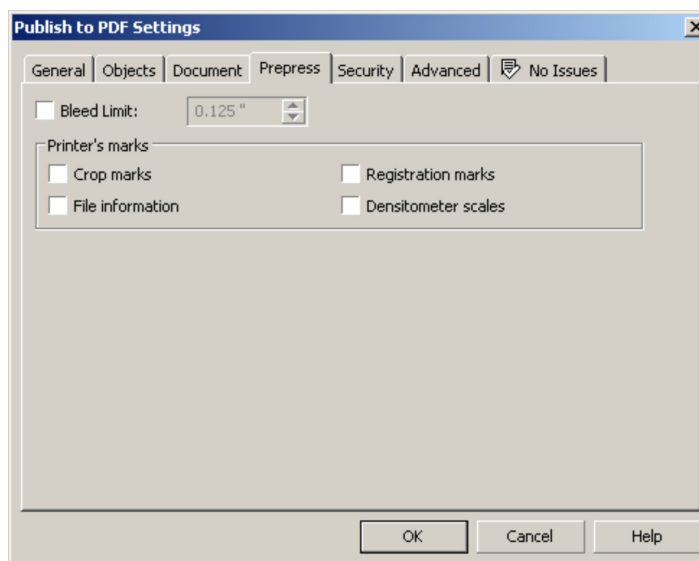 Publish to PDF Settings
General Objects Document Prepress Security Advanced No Issues
Bleed Limit: 0.125 "
Printer's marks
Crop marks Registration marks
File information Densitometer scales
OK Cancel Help